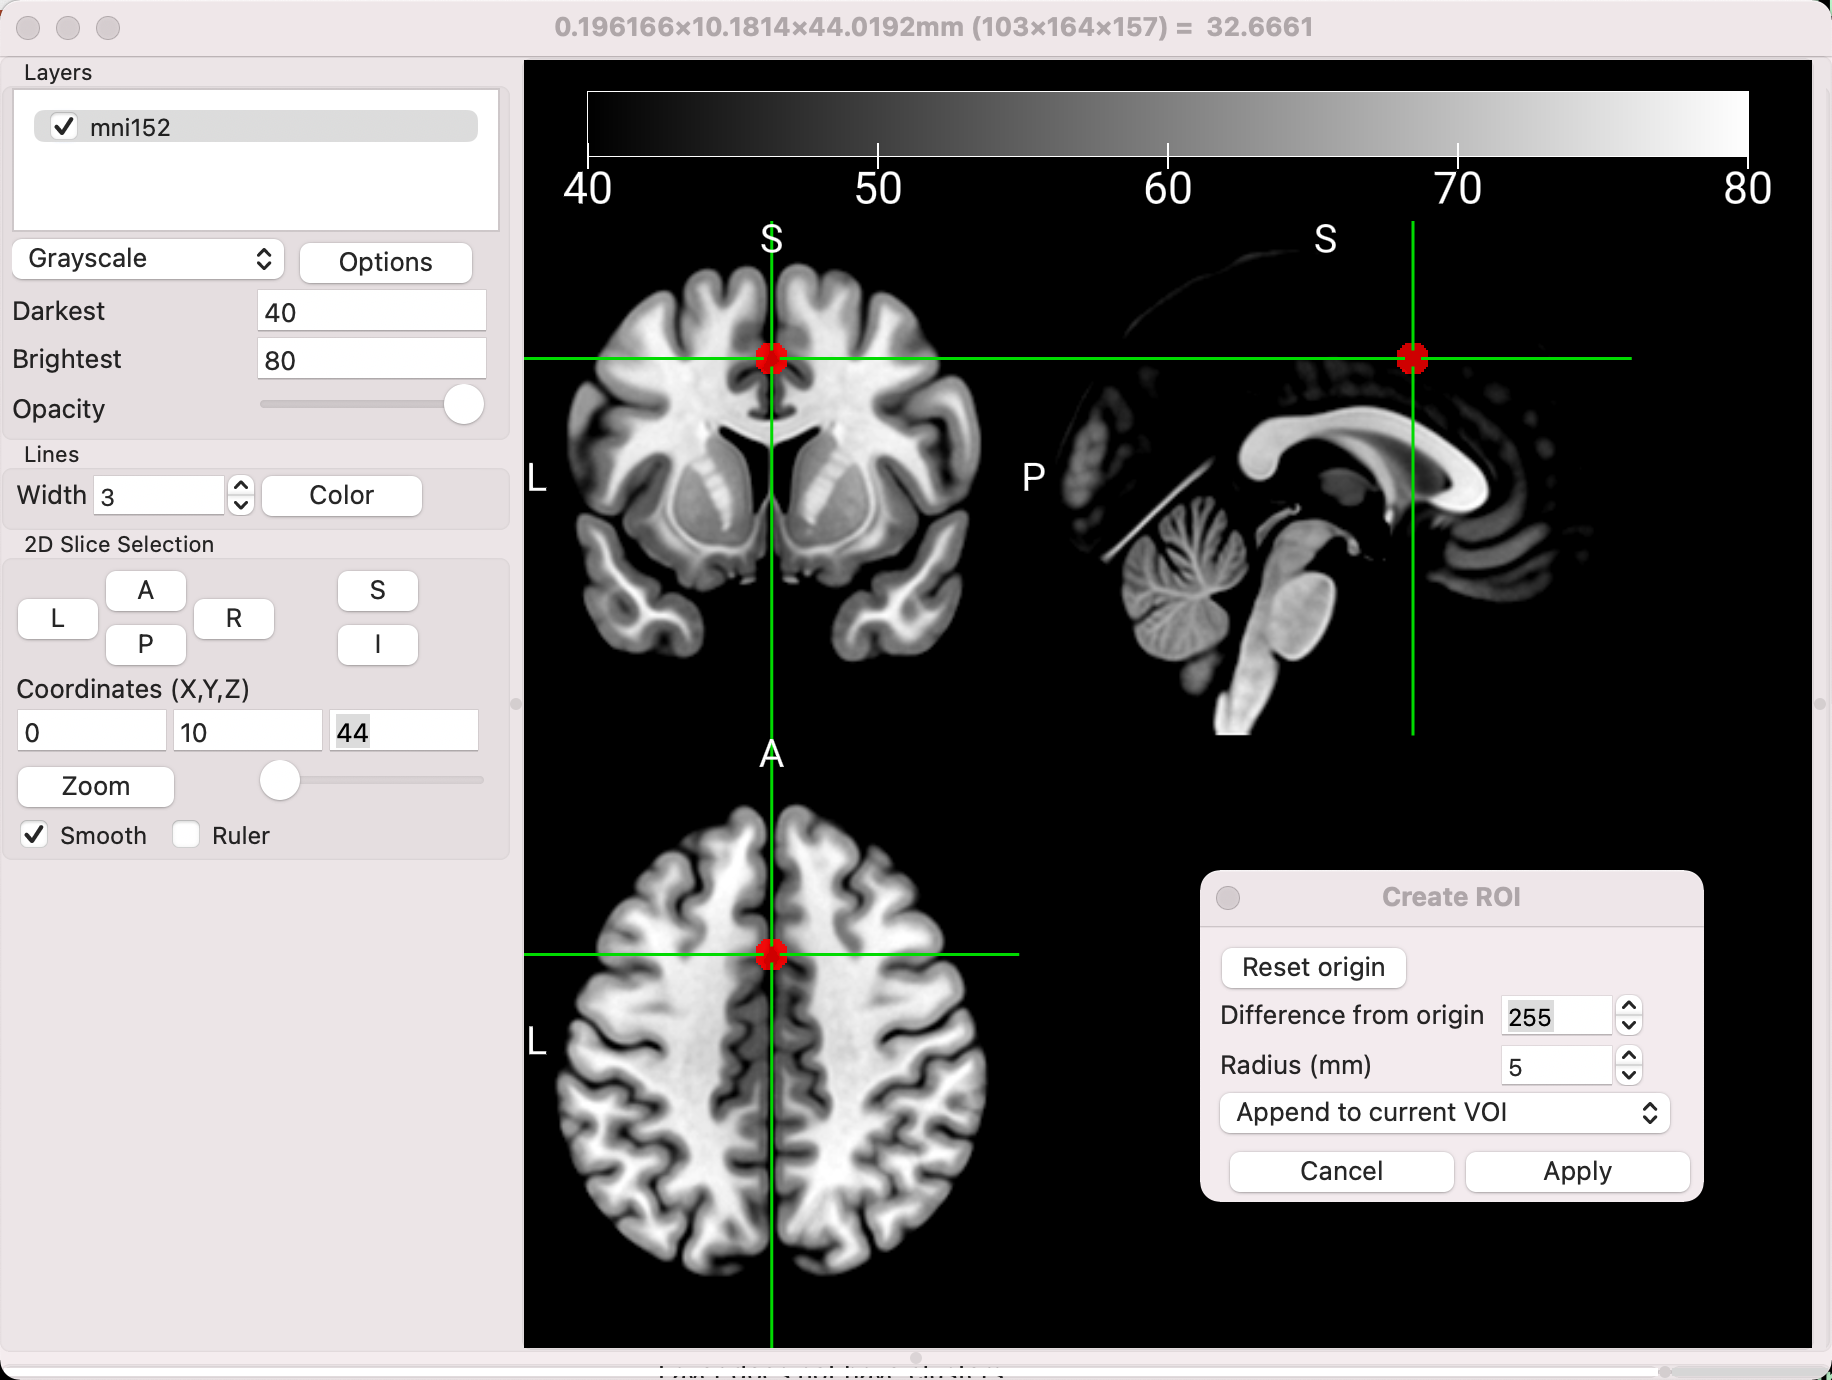 0.196166×10.1814×44.0192mm (103×164×157) = 32.6661
Layers
mni152
Grayscale
Options
Darkest
40
Brightest
80
Opacity
Lines
Width
3
Color
2D Slice Selection
A
S
L
R
P
I
Coordinates (X,Y,Z)
0
10
44
Zoom
Smooth
Ruler
40
50
60
70
80
S
S
L
P
A
L
Create ROI
Reset origin
Difference from origin
255
Radius (mm)
5
Append to current VOI
Cancel
Apply